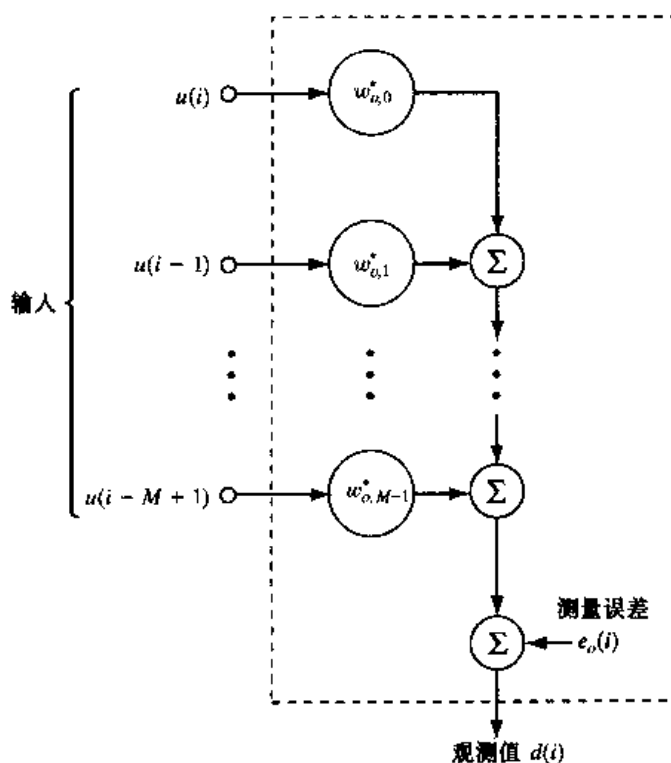 u(i)
w*o,0
u(i − 1)
w*o,1
Σ
输入
u(i − M + 1)
w*o,M−1
Σ
测量误差
Σ
eo(i)
观测值 d(i)